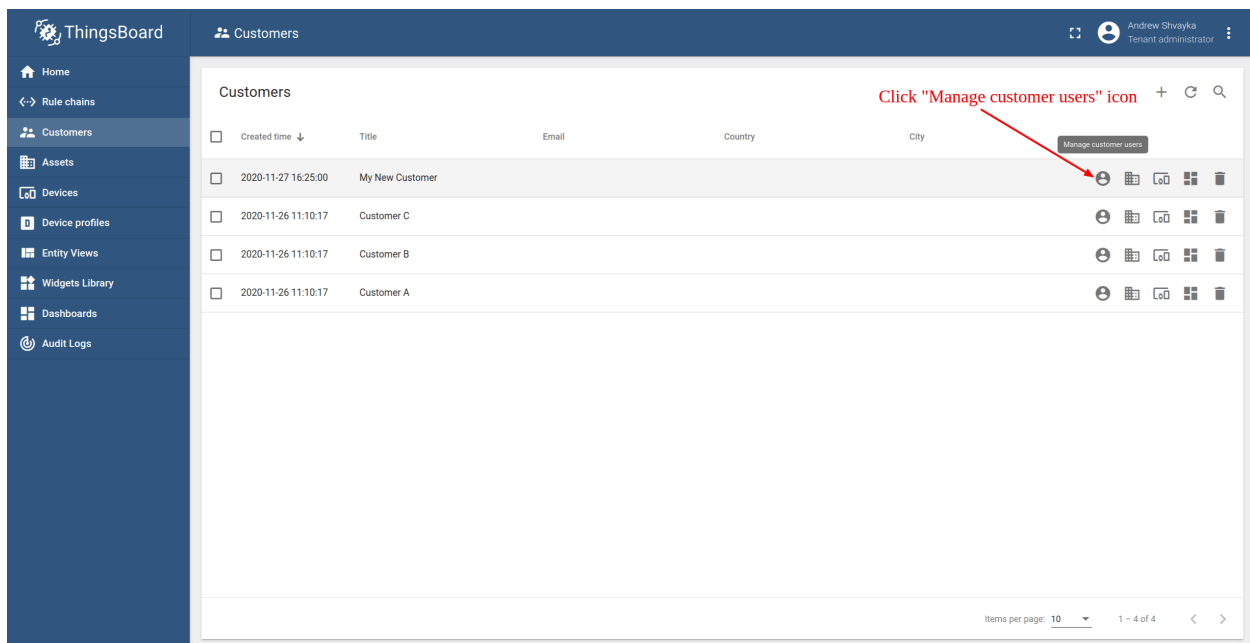 ThingsBoard
Customers
Andrew Shvayka
Tenant administrator
Home
Rule chains
Customers
Assets
Devices
Device profiles
Entity Views
Widgets Library
Dashboards
Audit Logs
Customers
Click "Manage customer users" icon
Created time Title Email Country City
Manage customer users
2020-11-27 16:25:00 My New Customer
2020-11-26 11:10:17 Customer C
2020-11-26 11:10:17 Customer B
2020-11-26 11:10:17 Customer A
Items per page: 10 1 – 4 of 4